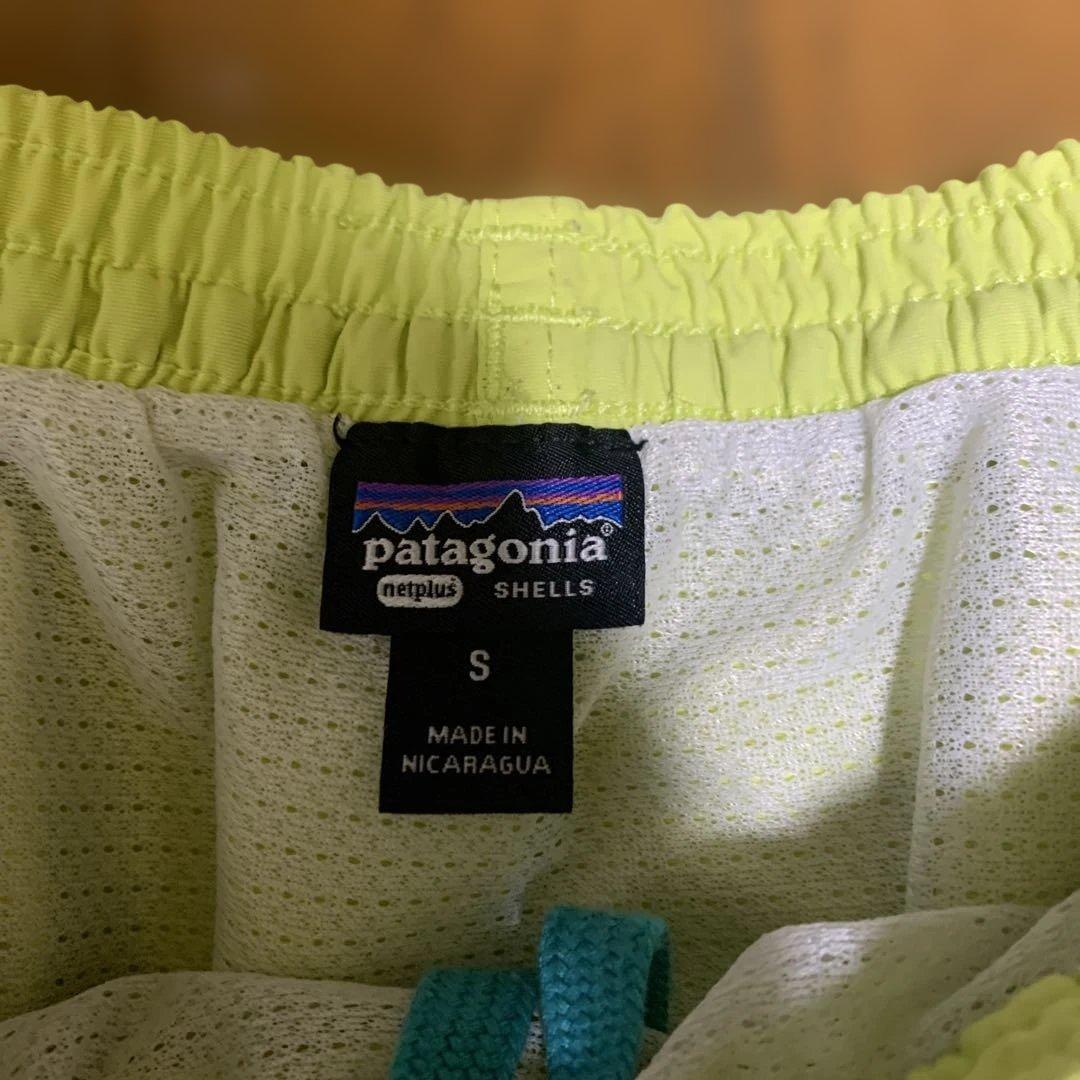 patagonia®
netplus SHELLS
S
MADE IN
NICARAGUA